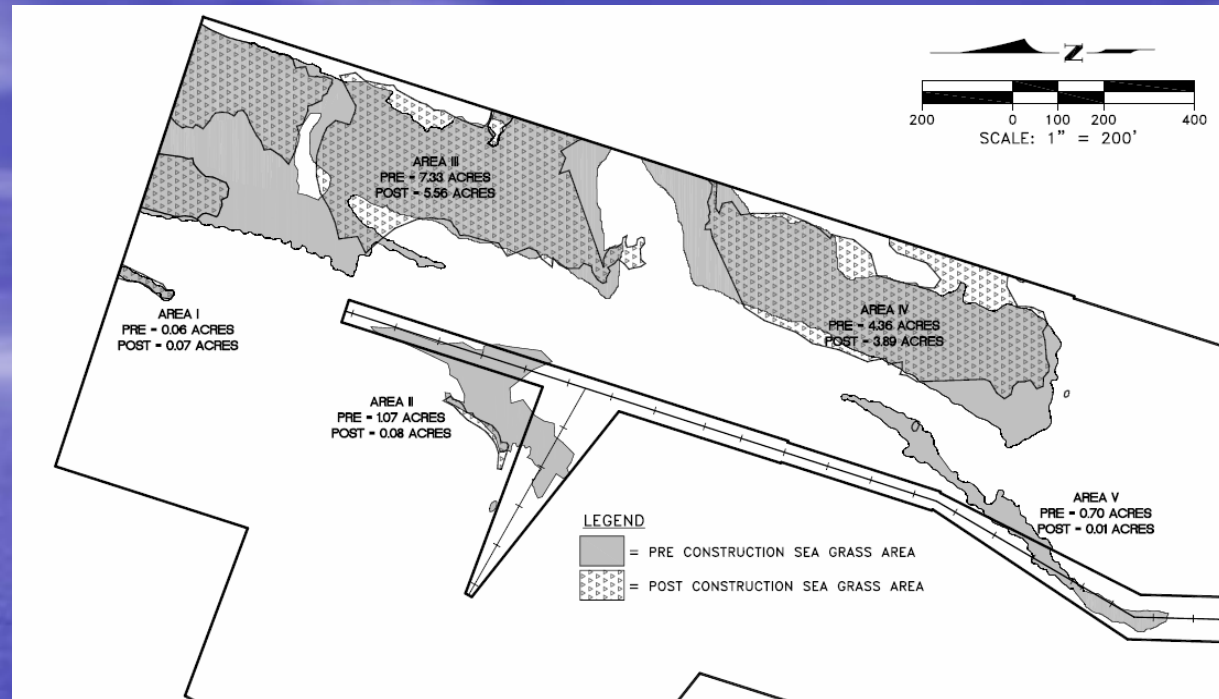 N
200 0 100 200 400
SCALE: 1" = 200'
AREA III
PRE = 7.33 ACRES
POST = 5.56 ACRES
AREA I
PRE = 0.06 ACRES
POST = 0.07 ACRES
AREA IV
PRE = 4.36 ACRES
POST = 3.89 ACRES
AREA II
PRE = 1.07 ACRES
POST = 0.08 ACRES
AREA V
PRE = 0.70 ACRES
POST = 0.01 ACRES
LEGEND
= PRE CONSTRUCTION SEA GRASS AREA
= POST CONSTRUCTION SEA GRASS AREA